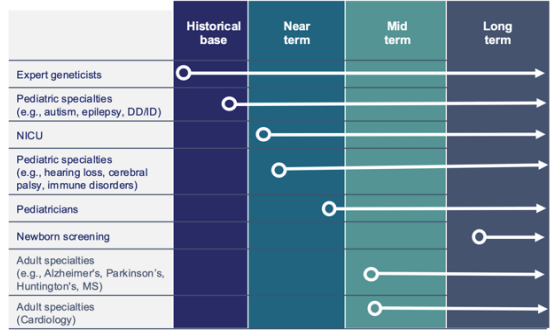 Historical
base
Near
term
Mid
term
Long
term
Expert geneticists
Pediatric specialties
(e.g., autism, epilepsy, DD/ID)
NICU
Pediatric specialties
(e.g., hearing loss, cerebral
palsy, immune disorders)
Pediatricians
Newborn screening
Adult specialties
(e.g., Alzheimer's, Parkinson's,
Huntington's, MS)
Adult specialties
(Cardiology)